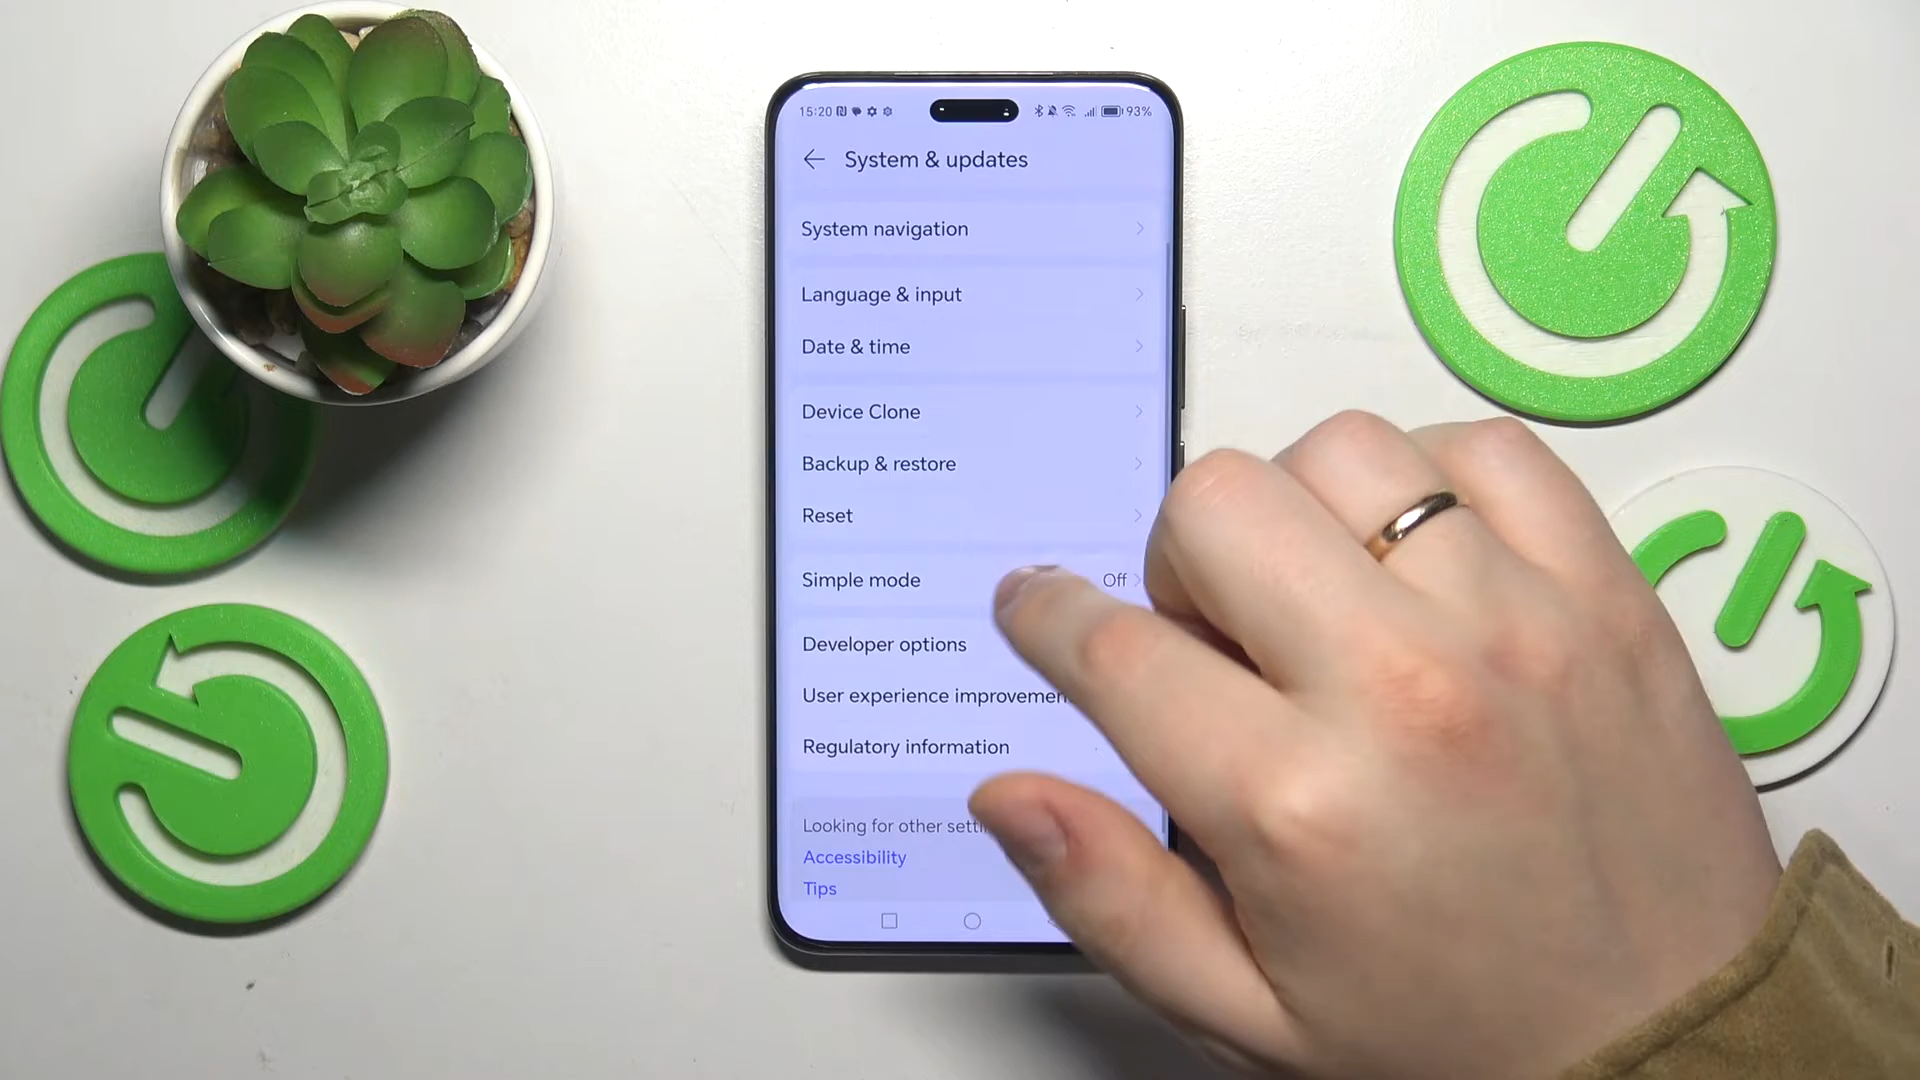 15:20 93%
System & updates
System navigation
Language & input
Date & time
Device Clone
Backup & restore
Reset
Simple mode Off
Developer options
User experience improvemen
Regulatory information
Looking for other setti
Accessibility
Tips